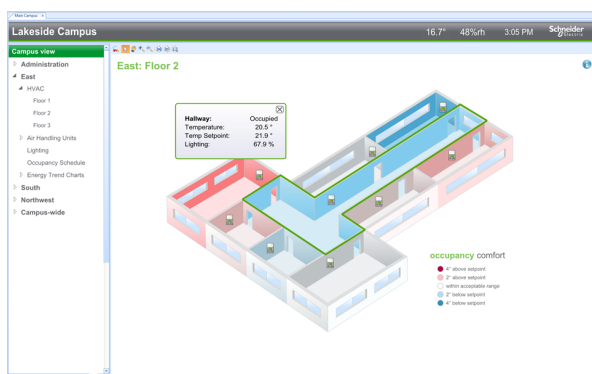 Main Campus ×
Lakeside Campus
16.7° 48%rh 3:05 PM Schneider Electric
Campus view
Administration
East
HVAC
Floor 1
Floor 2
Floor 3
Air Handling Units
Lighting
Occupancy Schedule
Energy Trend Charts
South
Northwest
Campus-wide
East: Floor 2
Hallway: Occupied
Temperature: 20.5 °
Temp Setpoint: 21.9 °
Lighting: 67.9 %
occupancy comfort
4° above setpoint
2° above setpoint
within acceptable range
2° below setpoint
4° below setpoint